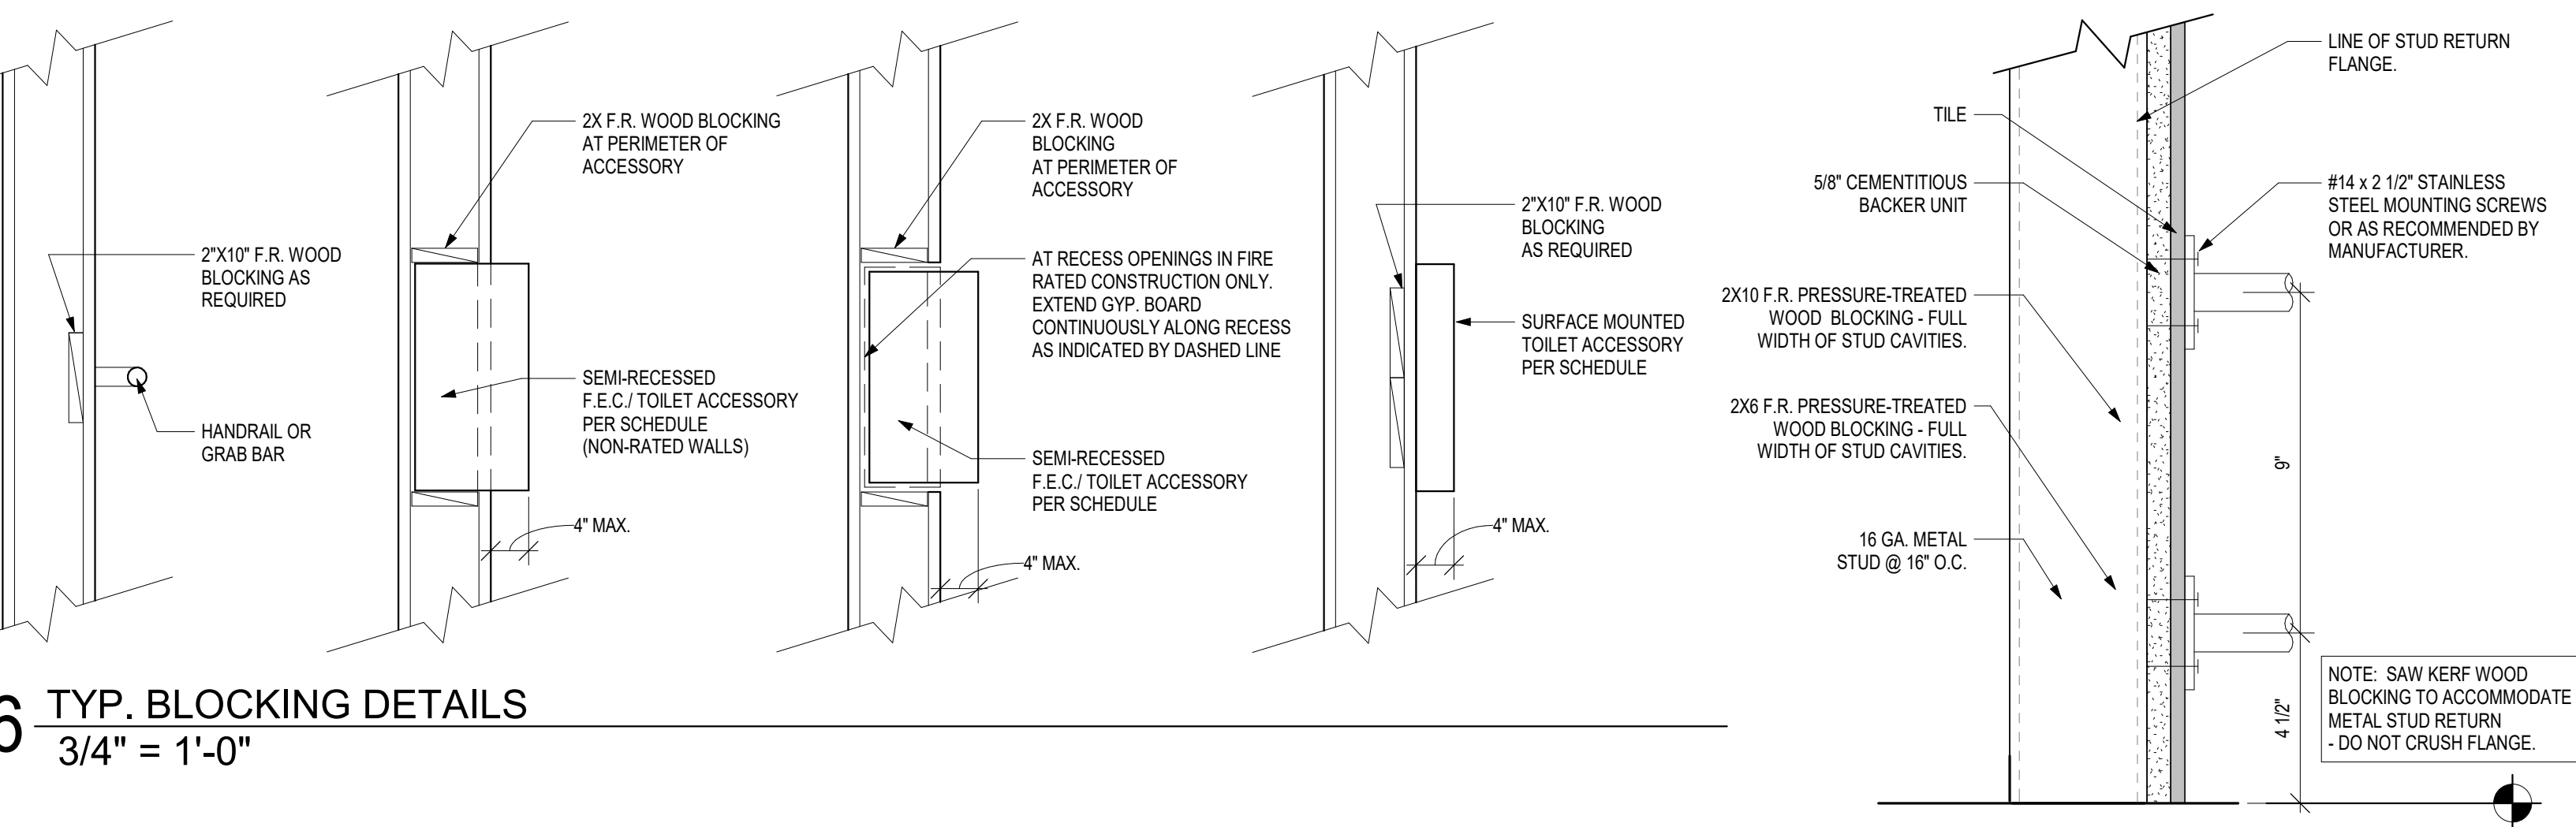 2"X10" F.R. WOOD
BLOCKING AS
REQUIRED
HANDRAIL OR
GRAB BAR
2X F.R. WOOD BLOCKING
AT PERIMETER OF
ACCESSORY
SEMI-RECESSED
F.E.C./ TOILET ACCESSORY
PER SCHEDULE
(NON-RATED WALLS)
4" MAX.
2X F.R. WOOD
BLOCKING
AT PERIMETER OF
ACCESSORY
AT RECESS OPENINGS IN FIRE
RATED CONSTRUCTION ONLY.
EXTEND GYP. BOARD
CONTINUOUSLY ALONG RECESS
AS INDICATED BY DASHED LINE
SEMI-RECESSED
F.E.C./ TOILET ACCESSORY
PER SCHEDULE
4" MAX.
2"X10" F.R. WOOD
BLOCKING
AS REQUIRED
SURFACE MOUNTED
TOILET ACCESSORY
PER SCHEDULE
4" MAX.
6 TYP. BLOCKING DETAILS
3/4" = 1'-0"
TILE
5/8" CEMENTITIOUS
BACKER UNIT
2X10 F.R. PRESSURE-TREATED
WOOD BLOCKING - FULL
WIDTH OF STUD CAVITIES.
2X6 F.R. PRESSURE-TREATED
WOOD BLOCKING - FULL
WIDTH OF STUD CAVITIES.
16 GA. METAL
STUD @ 16" O.C.
LINE OF STUD RETURN
FLANGE.
#14 x 2 1/2" STAINLESS
STEEL MOUNTING SCREWS
OR AS RECOMMENDED BY
MANUFACTURER.
9"
4 1/2"
NOTE: SAW KERF WOOD
BLOCKING TO ACCOMMODATE
METAL STUD RETURN
- DO NOT CRUSH FLANGE.